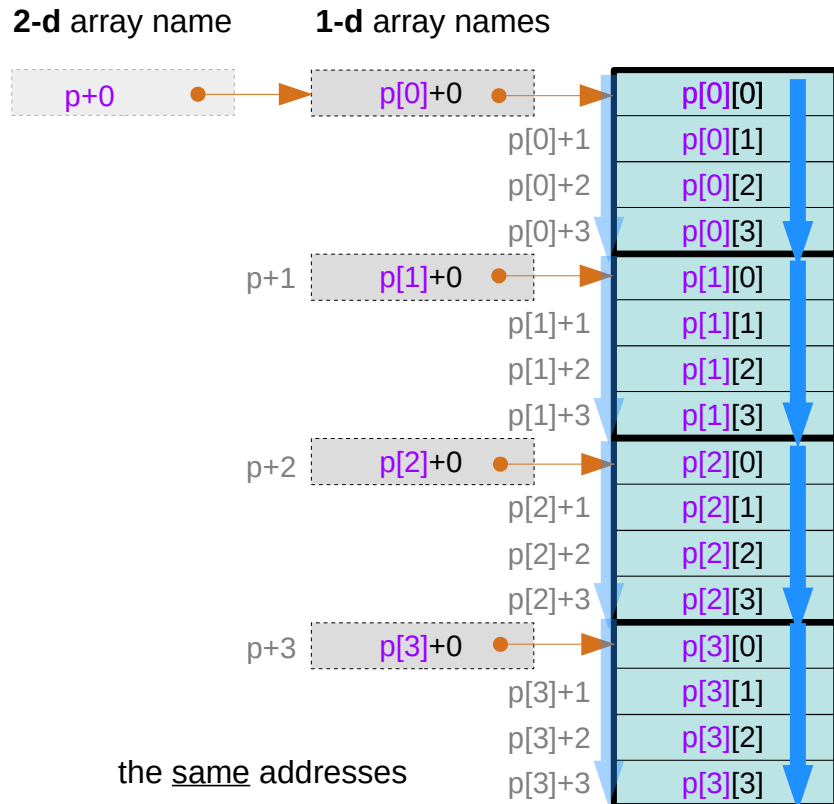 2-d array name 1-d array names
p+0 p[0]+0 p[0][0]
p[0]+1 p[0][1]
p[0]+2 p[0][2]
p[0]+3 p[0][3]
p+1 p[1]+0 p[1][0]
p[1]+1 p[1][1]
p[1]+2 p[1][2]
p[1]+3 p[1][3]
p+2 p[2]+0 p[2][0]
p[2]+1 p[2][1]
p[2]+2 p[2][2]
p[2]+3 p[2][3]
p+3 p[3]+0 p[3][0]
p[3]+1 p[3][1]
p[3]+2 p[3][2]
the same addresses p[3]+3 p[3][3]